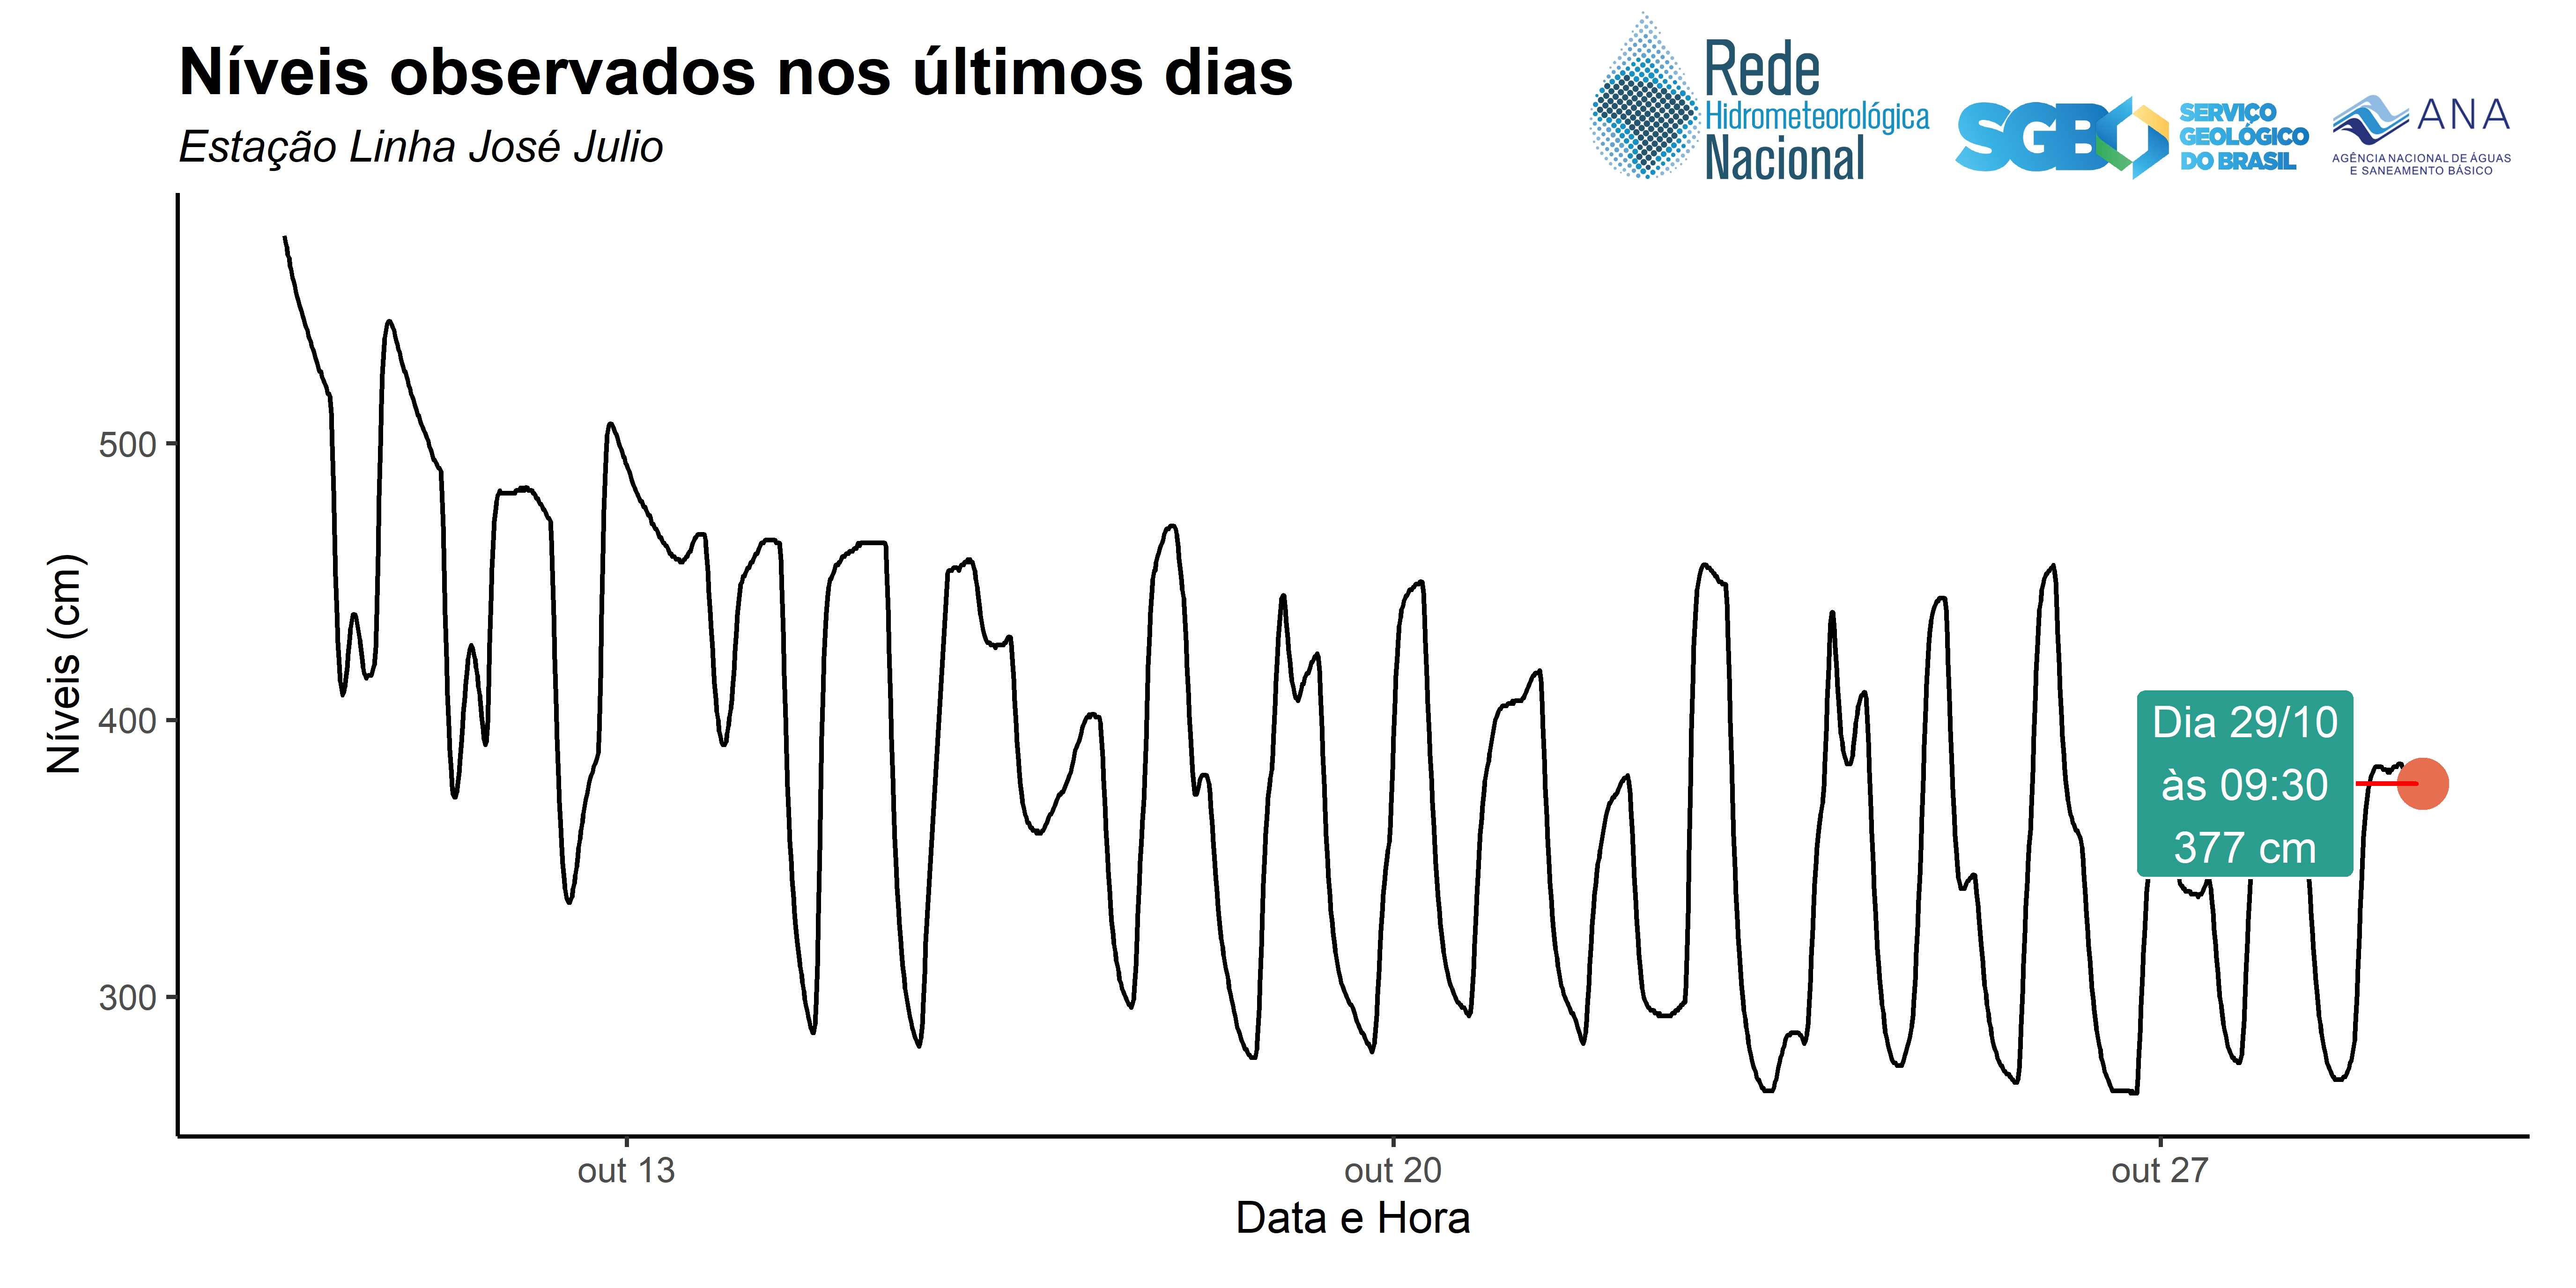 Níveis observados nos últimos dias
Estação Linha José Julio
Rede
Hidrometeorológica
Nacional
SGB
SERVIÇO
GEOLÓGICO
DO BRASIL
ANA
AGÊNCIA NACIONAL DE ÁGUAS
E SANEAMENTO BÁSICO
Níveis (cm)
500
400
300
Dia 29/10
às 09:30
377 cm
out 13
out 20
out 27
Data e Hora